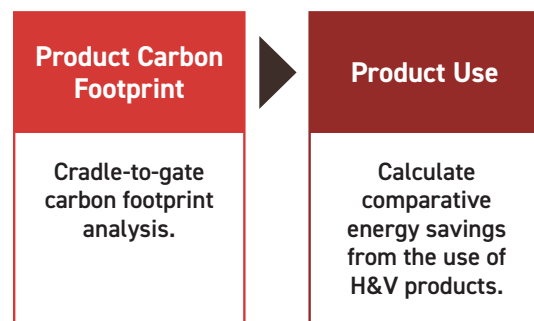 Product Carbon
Footprint
Cradle-to-gate
carbon footprint
analysis.
Product Use
Calculate
comparative
energy savings
from the use of
H&V products.